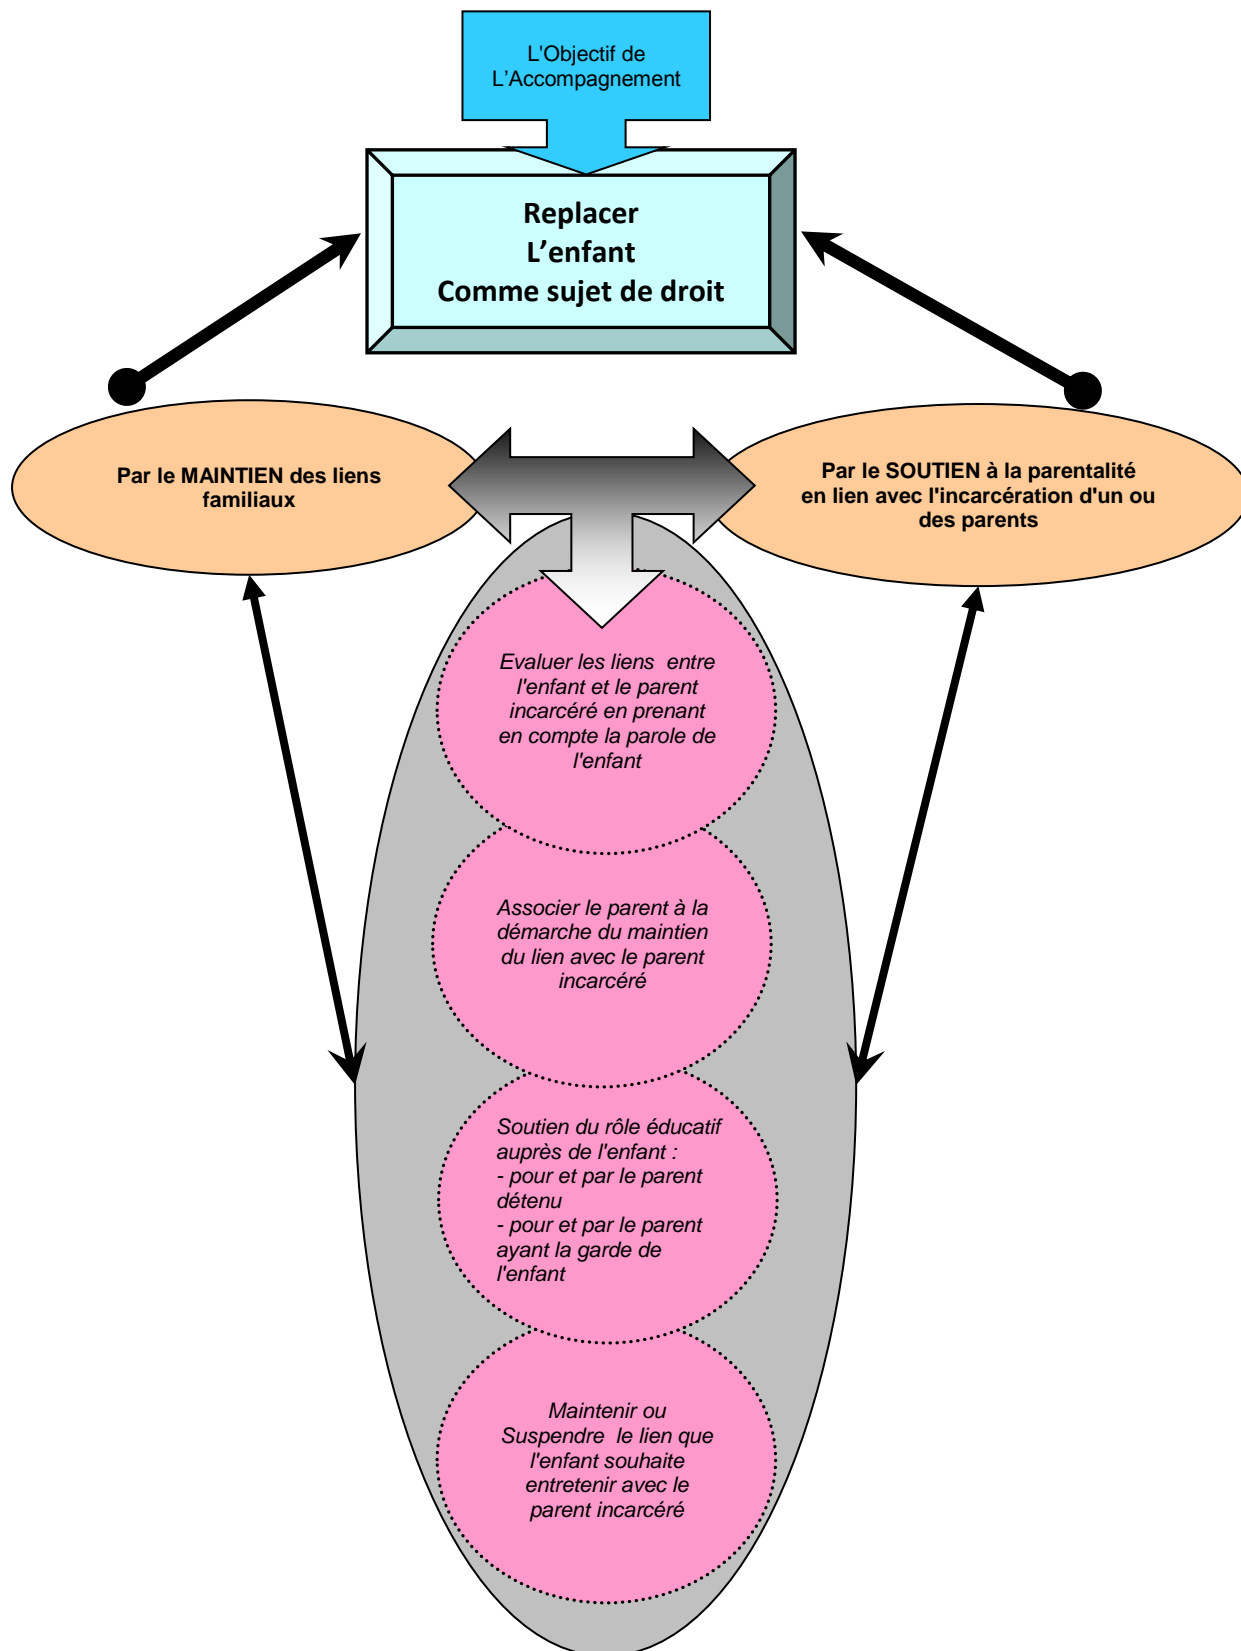 L'Objectif de
L'Accompagnement
Replacer
L'enfant
Comme sujet de droit
Par le MAINTIEN des liens
familiaux
Par le SOUTIEN à la parentalité
en lien avec l'incarcération d'un ou
des parents
Evaluer les liens  entre
l'enfant et le parent
incarcéré en prenant
en compte la parole de
l'enfant
Associer le parent à la
démarche du maintien
du lien avec le parent
incarcéré
Soutien du rôle éducatif
auprès de l'enfant :
- pour et par le parent
détenu
- pour et par le parent
ayant la garde de
l'enfant
Maintenir ou
Suspendre  le lien que
l'enfant souhaite
entretenir avec le
parent incarcéré